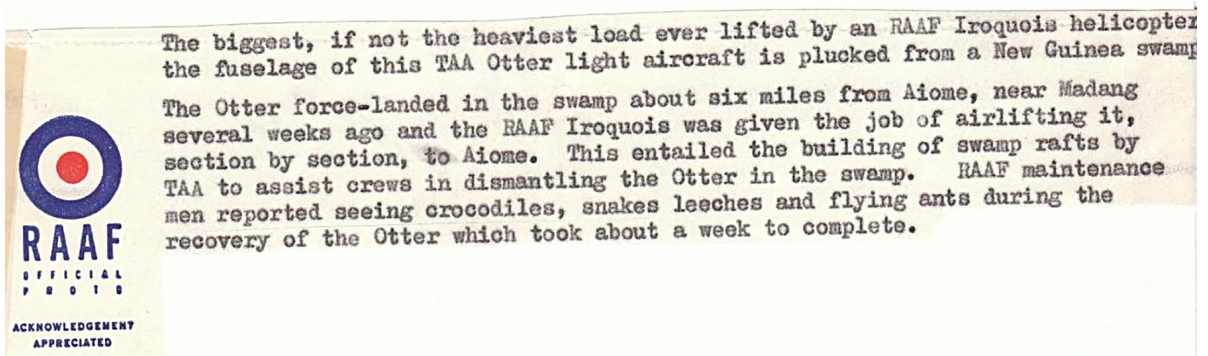 The biggest, if not the heaviest load ever lifted by an RAAF Iroquois helicopter
the fuselage of this TAA Otter light aircraft is plucked from a New Guinea swamp
The Otter force-landed in the swamp about six miles from Aiome, near Madang
several weeks ago and the RAAF Iroquois was given the job of airlifting it,
section by section, to Aiome. This entailed the building of swamp rafts by
TAA to assist crews in dismantling the Otter in the swamp. RAAF maintenance
men reported seeing crocodiles, snakes leeches and flying ants during the
recovery of the Otter which took about a week to complete.
RAAF
OFFICIAL
PHOTO
ACKNOWLEDGEMENT
APPRECIATED